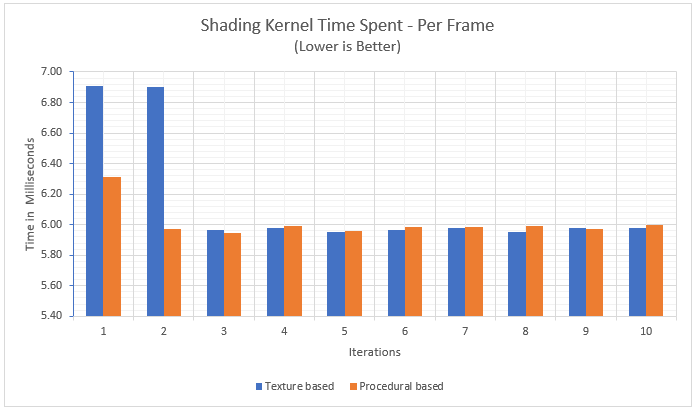 Shading Kernel Time Spent - Per Frame
(Lower is Better)
Time in Milliseconds
7.00
6.80
6.60
6.40
6.20
6.00
5.80
5.60
5.40
1 2 3 4 5 6 7 8 9 10
Iterations
Texture based Procedural based